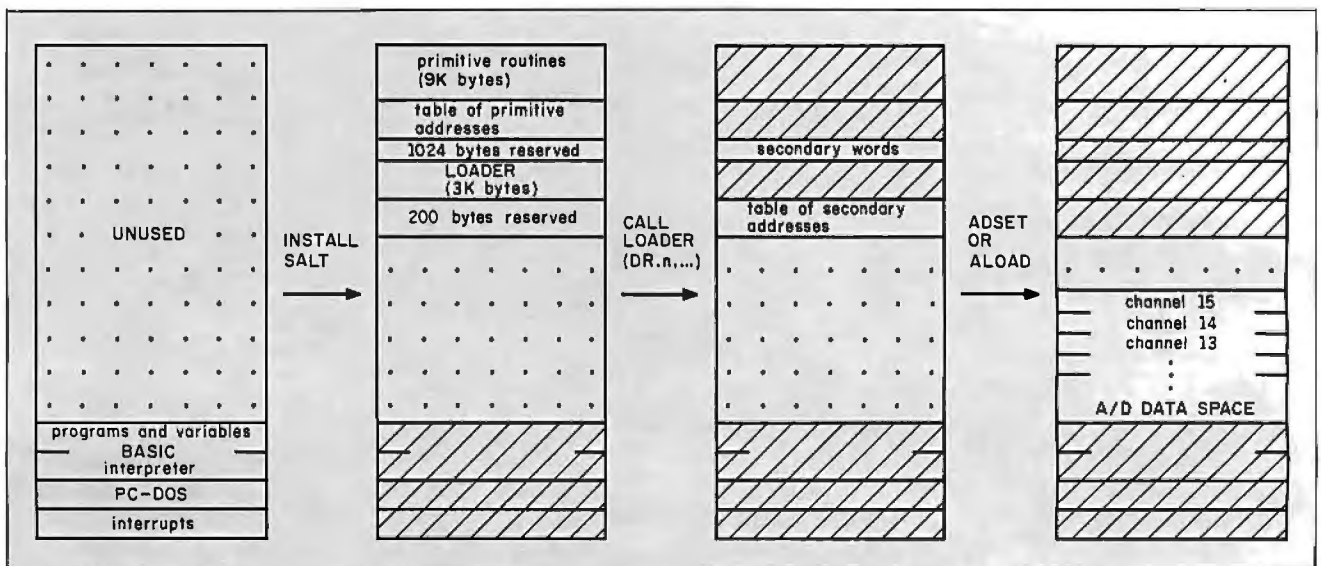 UNUSED
programs and variables
BASIC
interpreter
PC-DOS
interrupts
INSTALL
SALT
primitive routines
(9K bytes)
table of primitive
addresses
1024 bytes reserved
LOADER
(3K bytes)
200 bytes reserved
CALL
LOADER
(DR.n,...)
secondary words
table of secondary
addresses
ADSET
OR
ALOAD
channel 15
channel 14
channel 13
A/D DATA SPACE